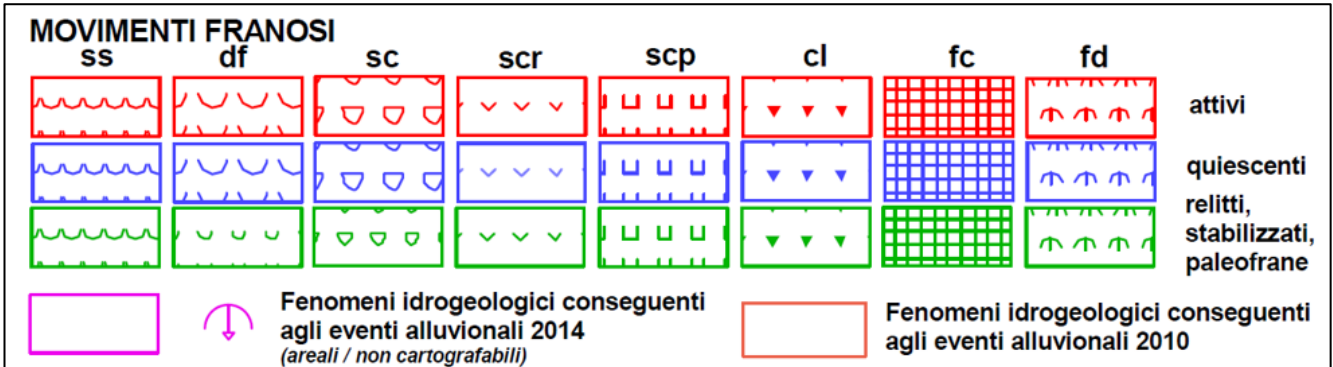 MOVIMENTI FRANOSI
ss df sc scr scp cl fc fd
attivi
quiescenti
relitti,
stabilizzati,
paleofrane
Fenomeni idrogeologici conseguenti
agli eventi alluvionali 2014
(areali / non cartografabili)
Fenomeni idrogeologici conseguenti
agli eventi alluvionali 2010